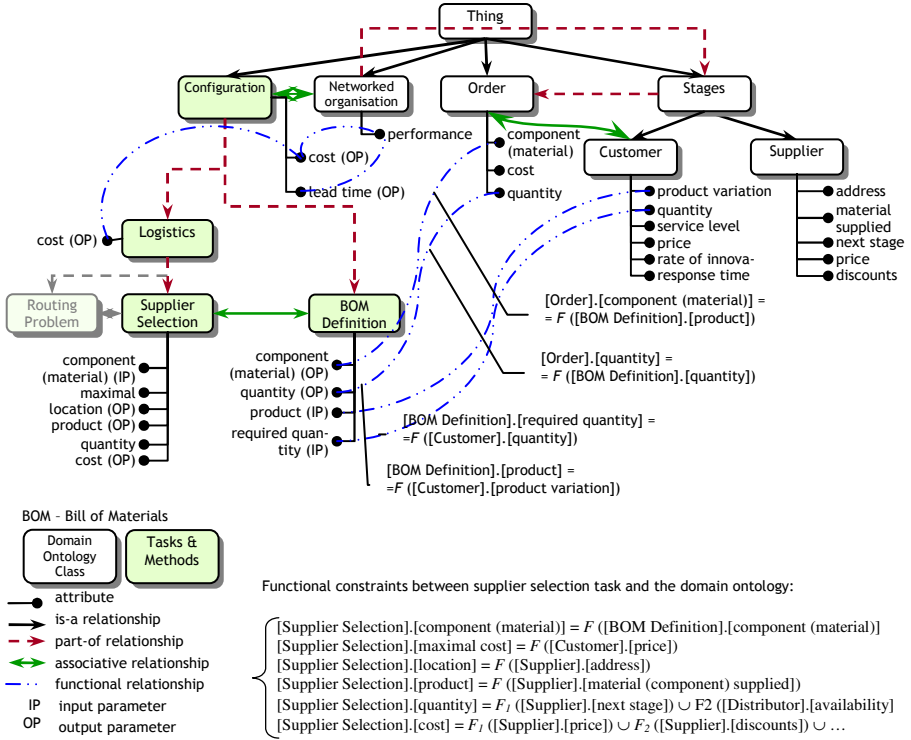 Thing
Configuration
Networked
organisation
Order
Stages
performance
component
(material)
cost
quantity
cost (OP)
lead time (OP)
Customer
Supplier
product variation
quantity
service level
price
rate of innova-
response time
address
material
supplied
next stage
price
discounts
cost (OP)
Logistics
Routing
Problem
Supplier
Selection
BOM
Definition
[Order].[component (material)] =
= F ([BOM Definition].[product])
[Order].[quantity] =
= F ([BOM Definition].[quantity])
component
(material) (IP)
maximal
location (OP)
product (OP)
quantity
cost (OP)
component
(material) (OP)
quantity (OP)
product (IP)
required quan-
tity (IP)
[BOM Definition].[required quantity] =
=F ([Customer].[quantity])
[BOM Definition].[product] =
=F ([Customer].[product variation])
BOM – Bill of Materials
Domain
Ontology
Class
Tasks &
Methods
attribute
is-a relationship
part-of relationship
associative relationship
functional relationship
IP input parameter
OP output parameter
Functional constraints between supplier selection task and the domain ontology:
[Supplier Selection].[component (material)] = F ([BOM Definition].[component (material)]
[Supplier Selection].[maximal cost] = F ([Customer].[price])
[Supplier Selection].[location] = F ([Supplier].[address])
[Supplier Selection].[product] = F ([Supplier].[material (component) supplied])
[Supplier Selection].[quantity] = F₁ ([Supplier].[next stage]) ∪ F2 ([Distributor].[availability]
[Supplier Selection].[cost] = F₁ ([Supplier].[price]) ∪ F₂ ([Supplier].[discounts]) ∪ …